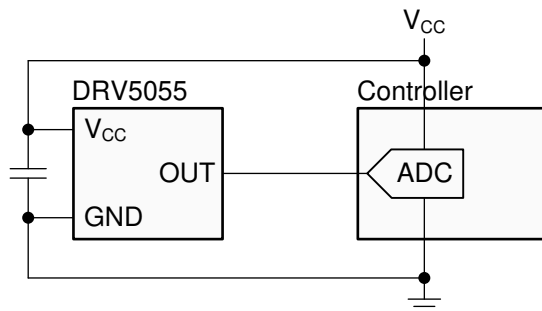 VCC
DRV5055
Controller
VCC
OUT
ADC
GND